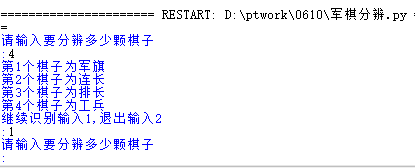 ====================== RESTART: D:\ptwork\0610\军棋分辨.py =
=
请输入要分辨多少颗棋子
:4
第1个棋子为军旗
第2个棋子为连长
第3个棋子为排长
第4个棋子为工兵
继续识别输入1,退出输入2
:1
请输入要分辨多少颗棋子
: